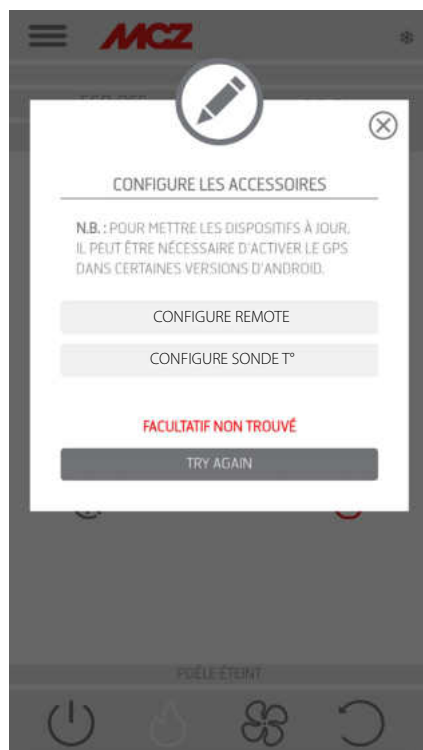 MCZ
CONFIGURE LES ACCESSOIRES
N.B. : POUR METTRE LES DISPOSITIFS À JOUR,
IL PEUT ÊTRE NÉCESSAIRE D'ACTIVER LE GPS
DANS CERTAINES VERSIONS D'ANDROID.
CONFIGURE REMOTE
CONFIGURE SONDE T°
FACULTATIF NON TROUVÉ
TRY AGAIN
POÊLE ÉTEINT